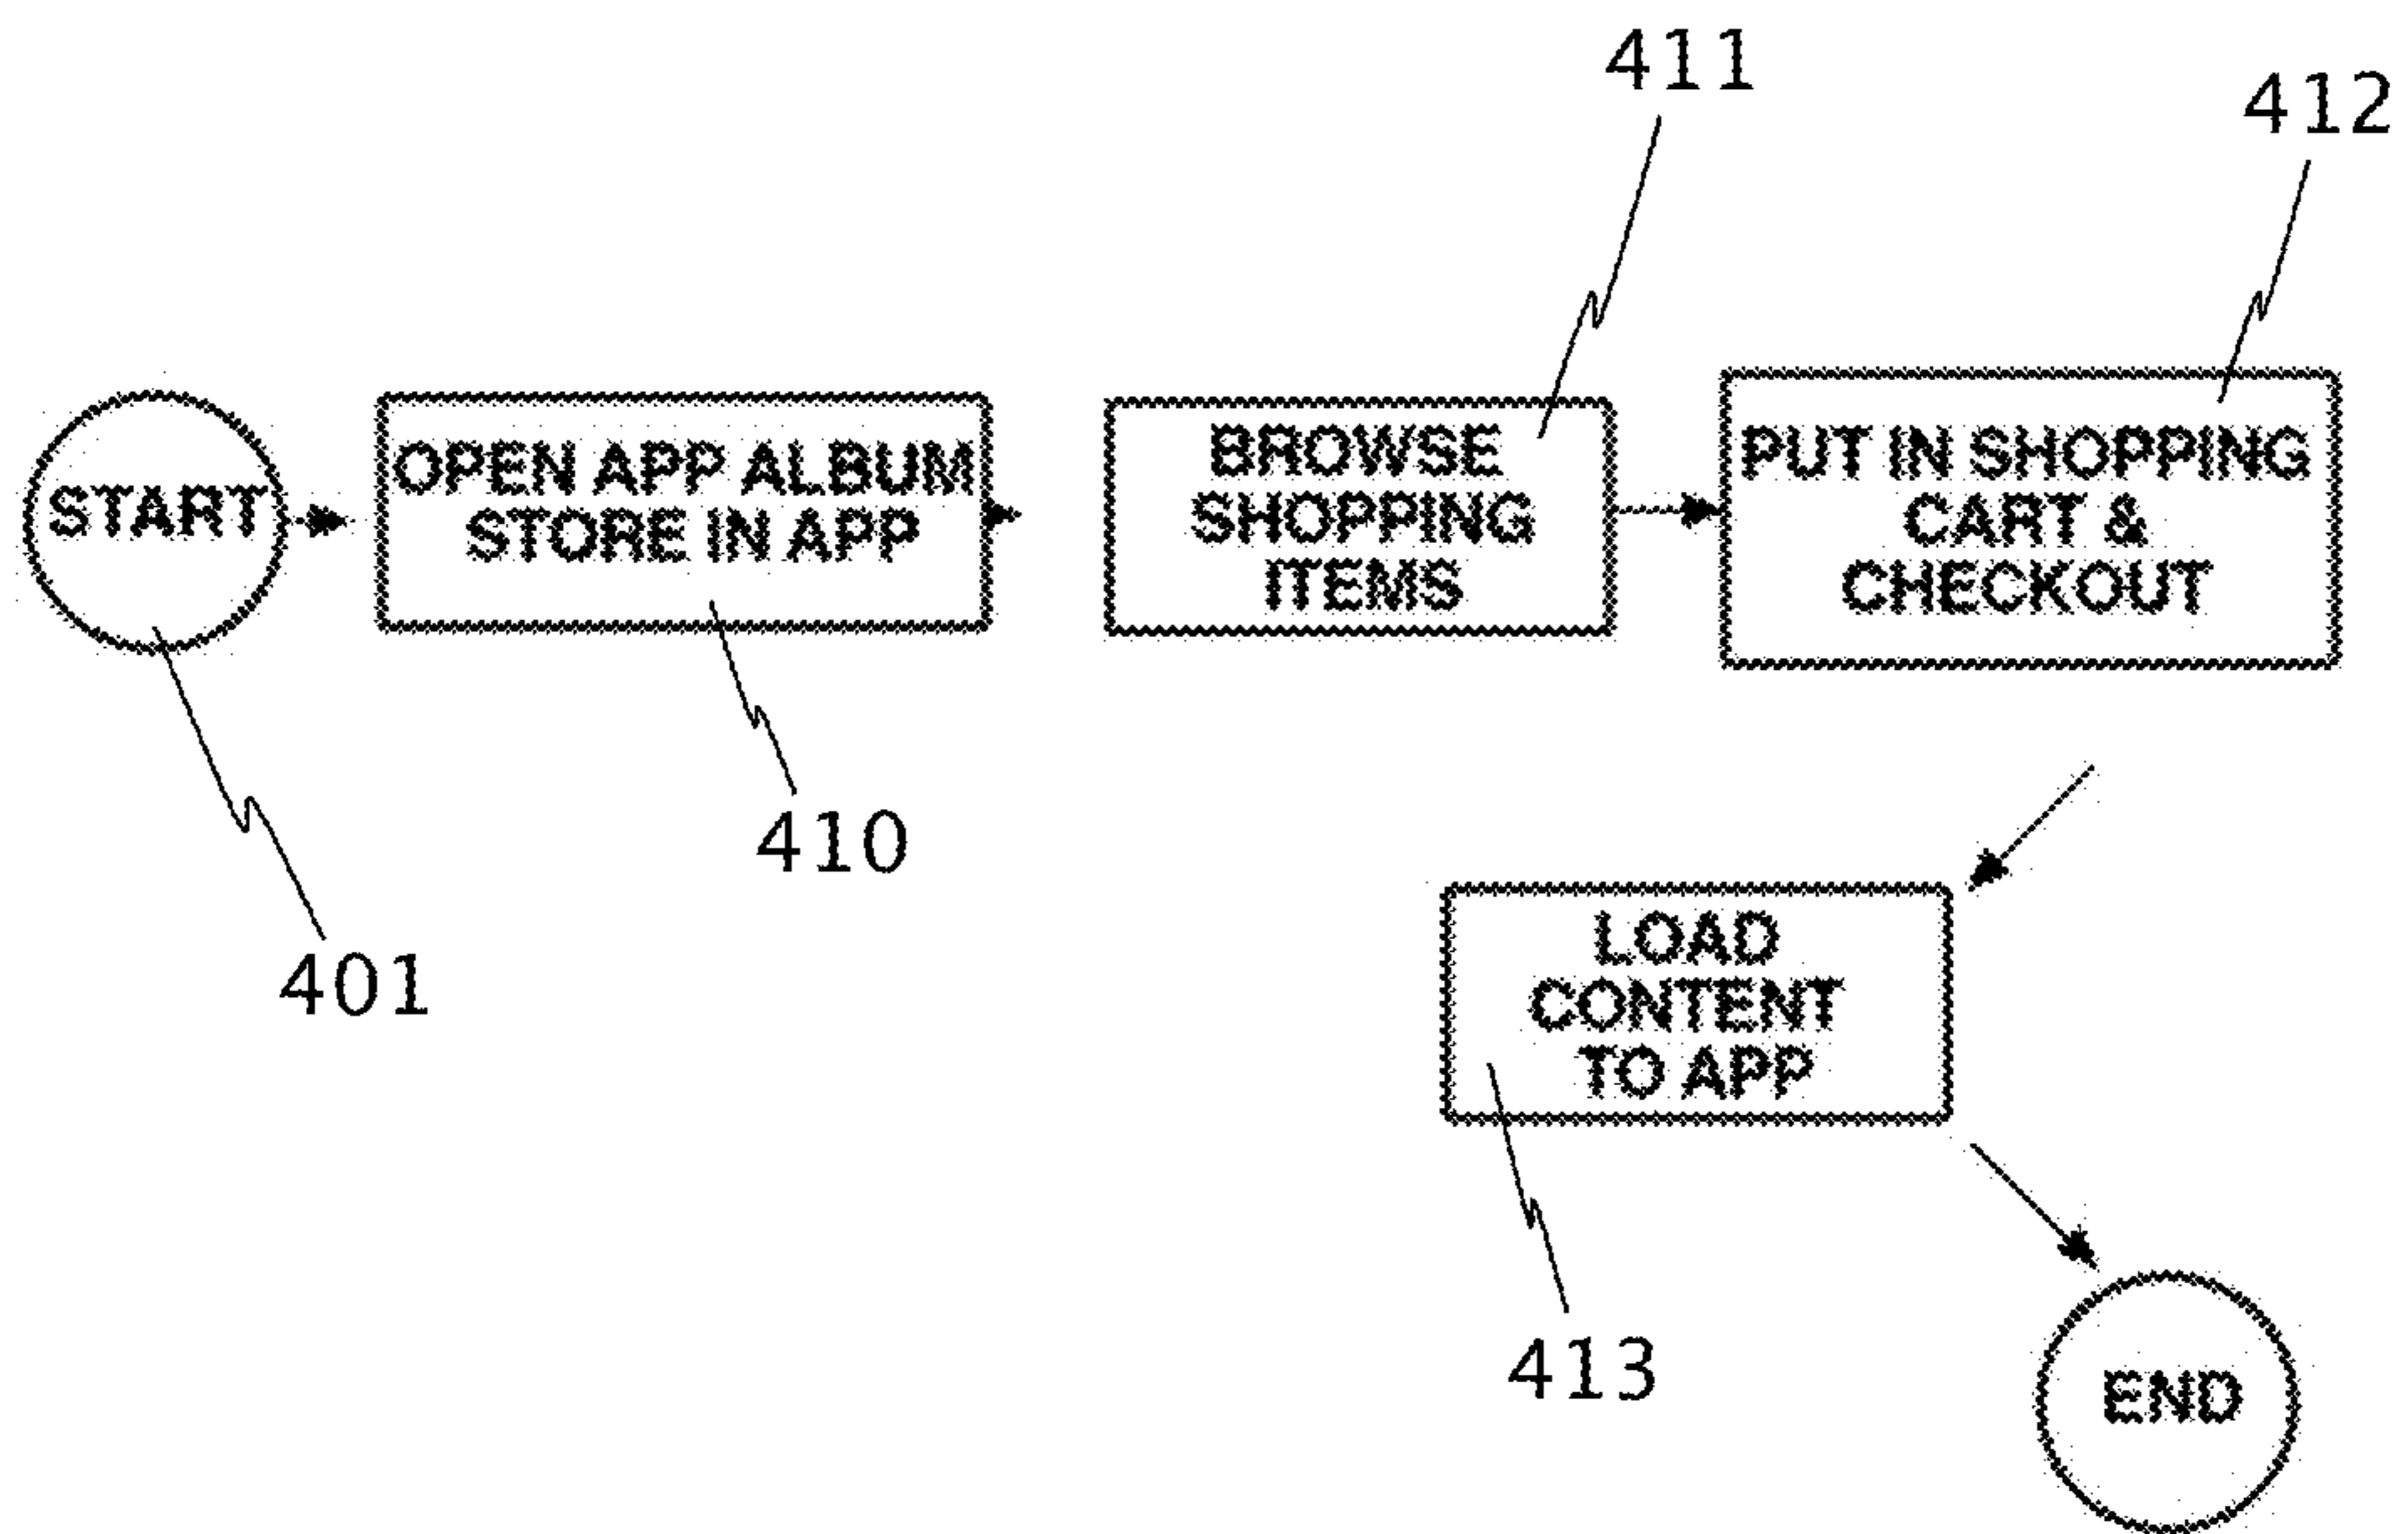 411
412
START
OPEN APP ALBUM
STORE IN APP
BROWSE
SHOPPING
ITEMS
PUT IN SHOPPING
CART &
CHECKOUT
410
401
LOAD
CONTENT
TO APP
413
END